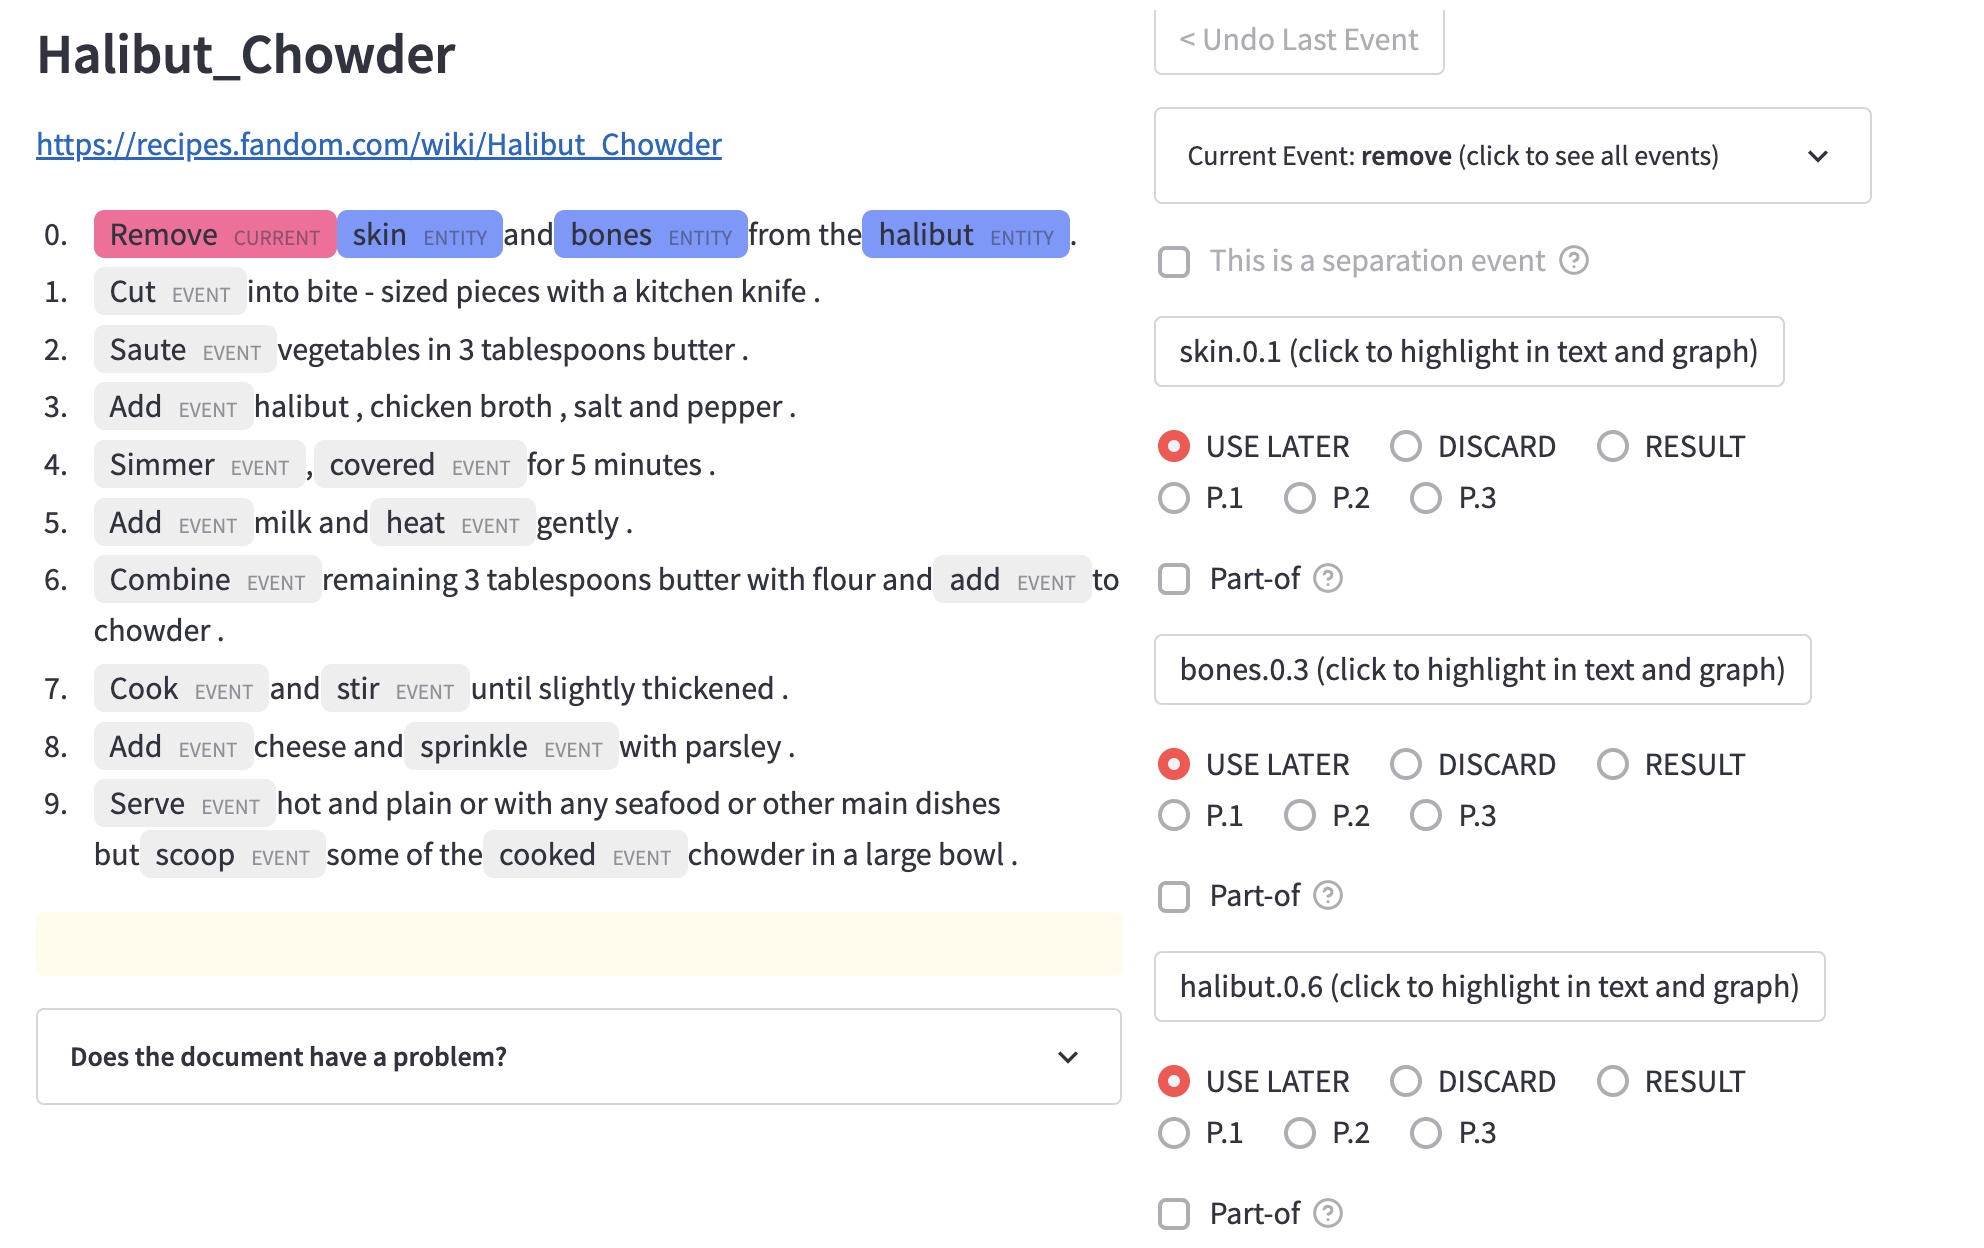 Halibut_Chowder
https://recipes.fandom.com/wiki/Halibut_Chowder
0. Remove CURRENT skin ENTITY and bones ENTITY from the halibut ENTITY .
1. Cut EVENT into bite - sized pieces with a kitchen knife .
2. Saute EVENT vegetables in 3 tablespoons butter .
3. Add EVENT halibut , chicken broth , salt and pepper .
4. Simmer EVENT , covered EVENT for 5 minutes .
5. Add EVENT milk and heat EVENT gently .
6. Combine EVENT remaining 3 tablespoons butter with flour and add EVENT to
chowder .
7. Cook EVENT and stir EVENT until slightly thickened .
8. Add EVENT cheese and sprinkle EVENT with parsley .
9. Serve EVENT hot and plain or with any seafood or other main dishes
but scoop EVENT some of the cooked EVENT chowder in a large bowl .
Does the document have a problem?
< Undo Last Event
Current Event: remove (click to see all events)
This is a separation event ?
skin.0.1 (click to highlight in text and graph)
USE LATER DISCARD RESULT
P.1 P.2 P.3
Part-of ?
bones.0.3 (click to highlight in text and graph)
USE LATER DISCARD RESULT
P.1 P.2 P.3
Part-of ?
halibut.0.6 (click to highlight in text and graph)
USE LATER DISCARD RESULT
P.1 P.2 P.3
Part-of ?